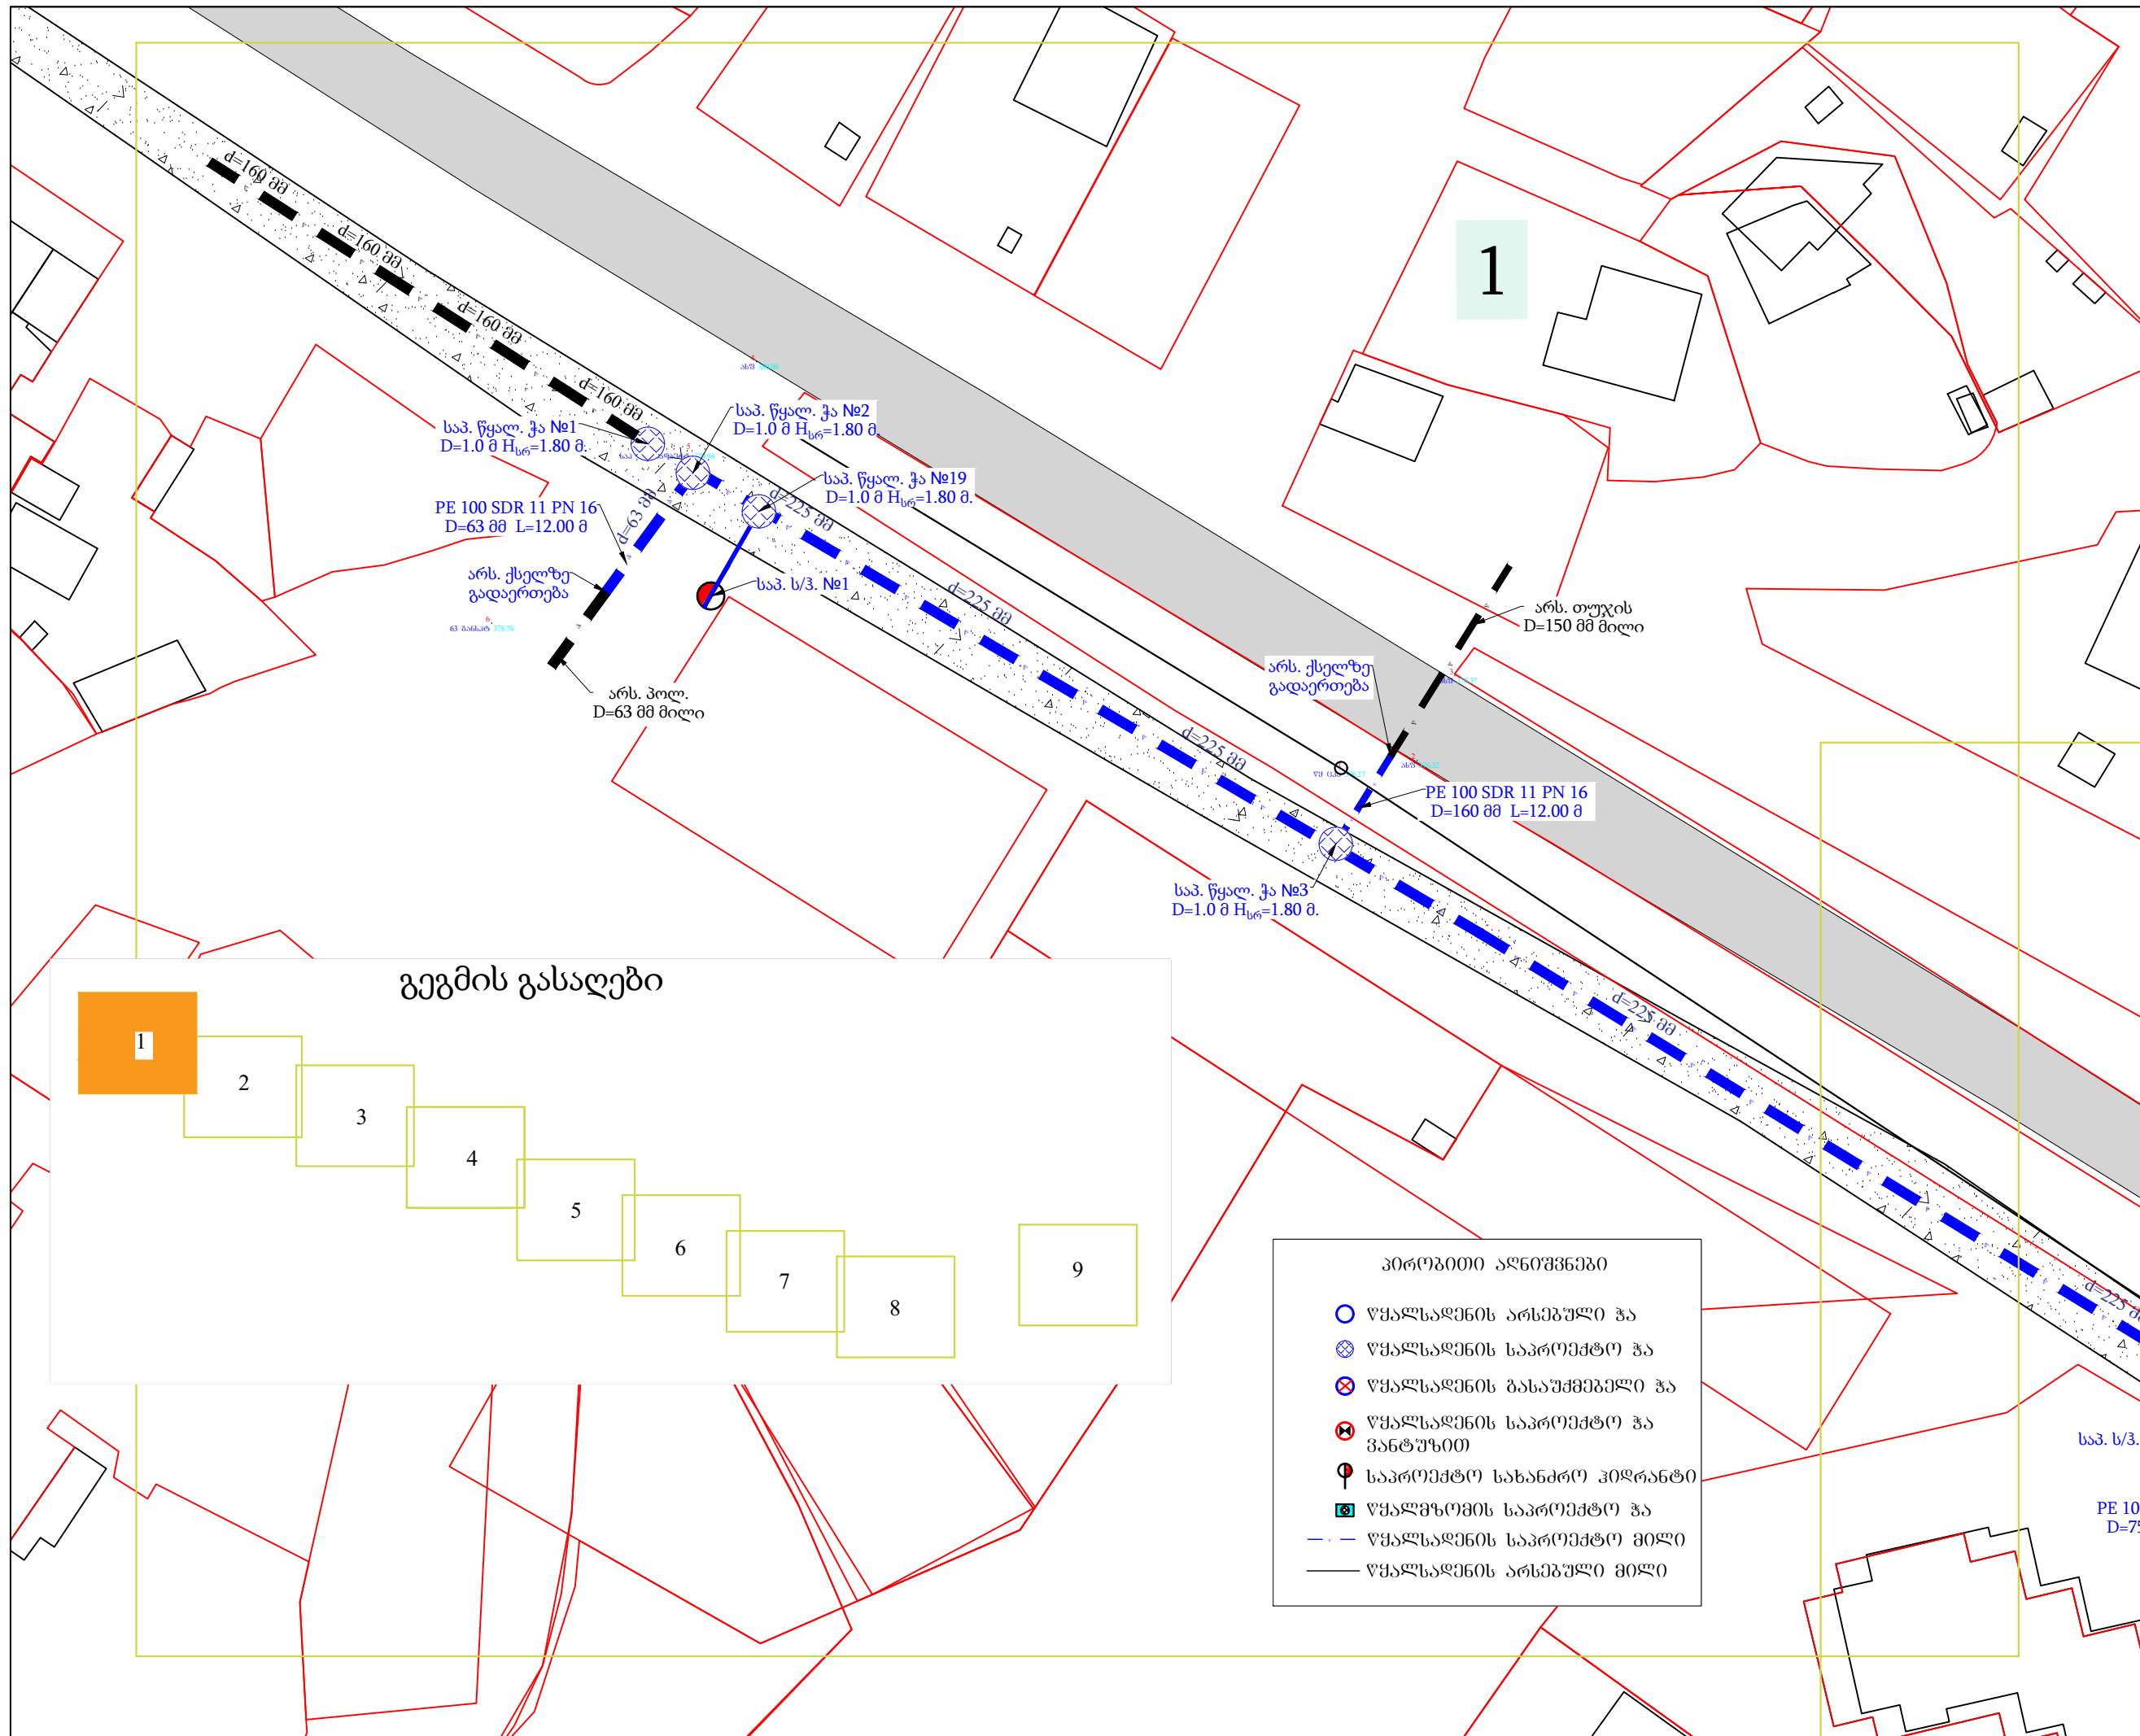 d=160 მმ
d=160 მმ
d=160 მმ
d=160 მმ
1
საპ. წყალ. ჭა №1
D=1.0 მ Hსრ=1.80 მ.
საპ. წყალ. ჭა №2
D=1.0 მ Hსრ=1.80 მ.
საპ. წყალ. ჭა №19
D=1.0 მ Hსრ=1.80 მ.
PE 100 SDR 11 PN 16
D=63 მმ L=12.00 მ
d=63 მმ
d=225 მმ
არს. ქსელზე
გადაერთება
საპ. ს/ჰ. №1
არს. პოლ.
D=63 მმ მილი
d=225 მმ
არს. თუჯის
D=150 მმ მილი
არს. ქსელზე
გადაერთება
d=225 მმ
PE 100 SDR 11 PN 16
D=160 მმ L=12.00 მ
საპ. წყალ. ჭა №3
D=1.0 მ Hსრ=1.80 მ.
d=225 მმ
d=225 მ
გეგმის გასაღები
1
2
3
4
5
6
7
8
9
პირობითი აღნიშვნები
წყალსადენის არსებული ჭა
წყალსადენის საპროექტო ჭა
წყალსადენის გასაუქმებელი ჭა
წყალსადენის საპროექტო ჭა
ვანტუზით
საპროექტო სახანძრო ჰიდრანტი
წყალმზომის საპროექტო ჭა
წყალსადენის საპროექტო მილი
წყალსადენის არსებული მილი
საპ. ს/ჰ.
PE 10
D=75